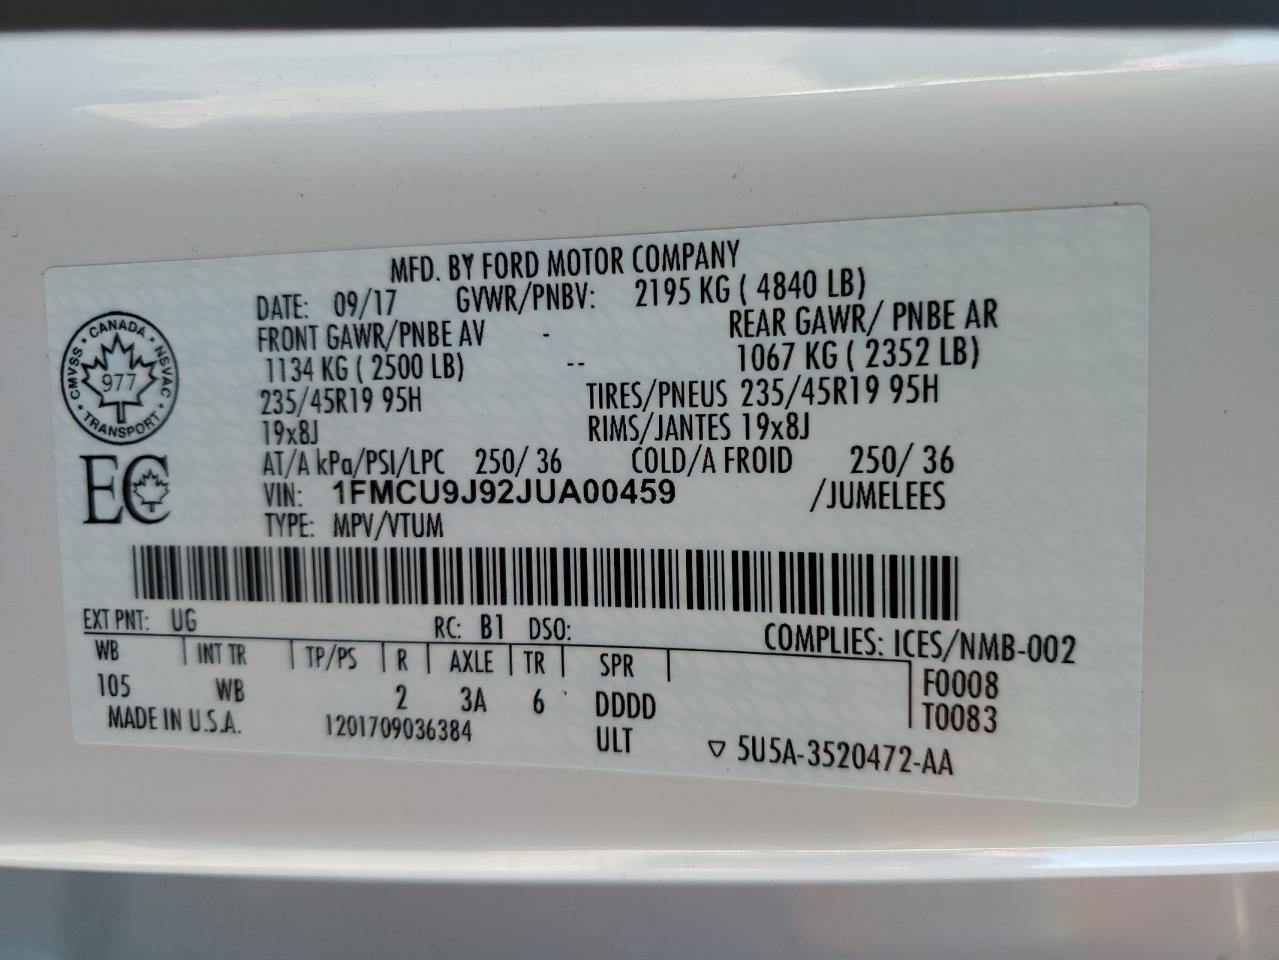 MFD. BY FORD MOTOR COMPANY
DATE: 09/17 GVWR/PNBV: 2195 KG ( 4840 LB)
FRONT GAWR/PNBE AV - REAR GAWR/ PNBE AR
1134 KG ( 2500 LB) -- 1067 KG ( 2352 LB)
235/45R19 95H TIRES/PNEUS 235/45R19 95H
19x8J RIMS/JANTES 19x8J
AT/A kPa/PSI/LPC 250/ 36 COLD/A FROID 250/ 36
VIN: 1FMCU9J92JUA00459 /JUMELEES
TYPE: MPV/VTUM
CANADA
CMVSS · NSVAC
977
TRANSPORT
EC
EXT PNT: UG RC: B1 DSO: COMPLIES: ICES/NMB-002
WB INT TR TP/PS R AXLE TR SPR F0008
105 WB 2 3A 6 DDDD T0083
MADE IN U.S.A. 1201709036384 ULT ▽ 5U5A-3520472-AA